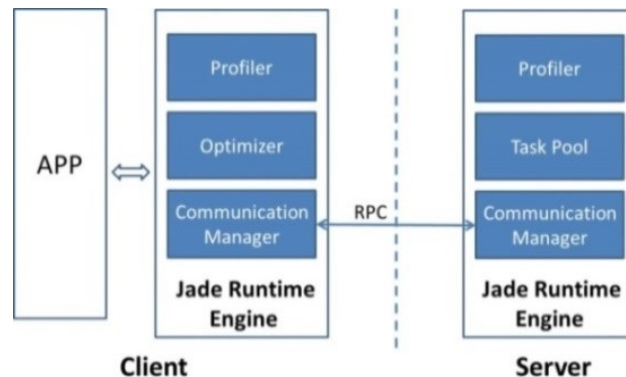 APP
Profiler
Optimizer
Communication
Manager
Jade Runtime
Engine
Client
RPC
Profiler
Task Pool
Communication
Manager
Jade Runtime
Engine
Server